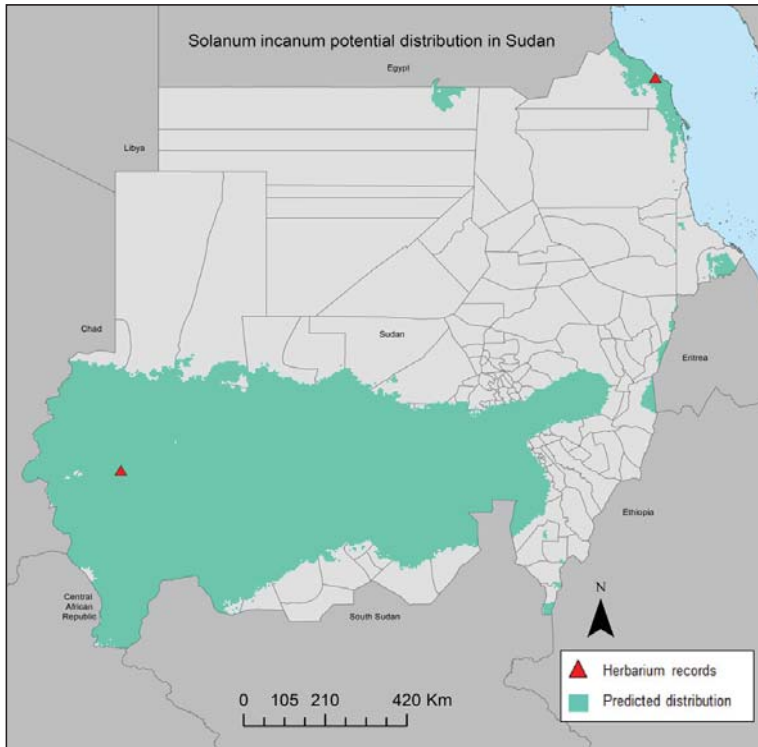 Solanum incanum potential distribution in Sudan
Egypt
Libya
Chad
Sudan
Eritrea
Ethiopia
Central
African
Republic
South Sudan
N
0 105 210 420 Km
Herbarium records
Predicted distribution